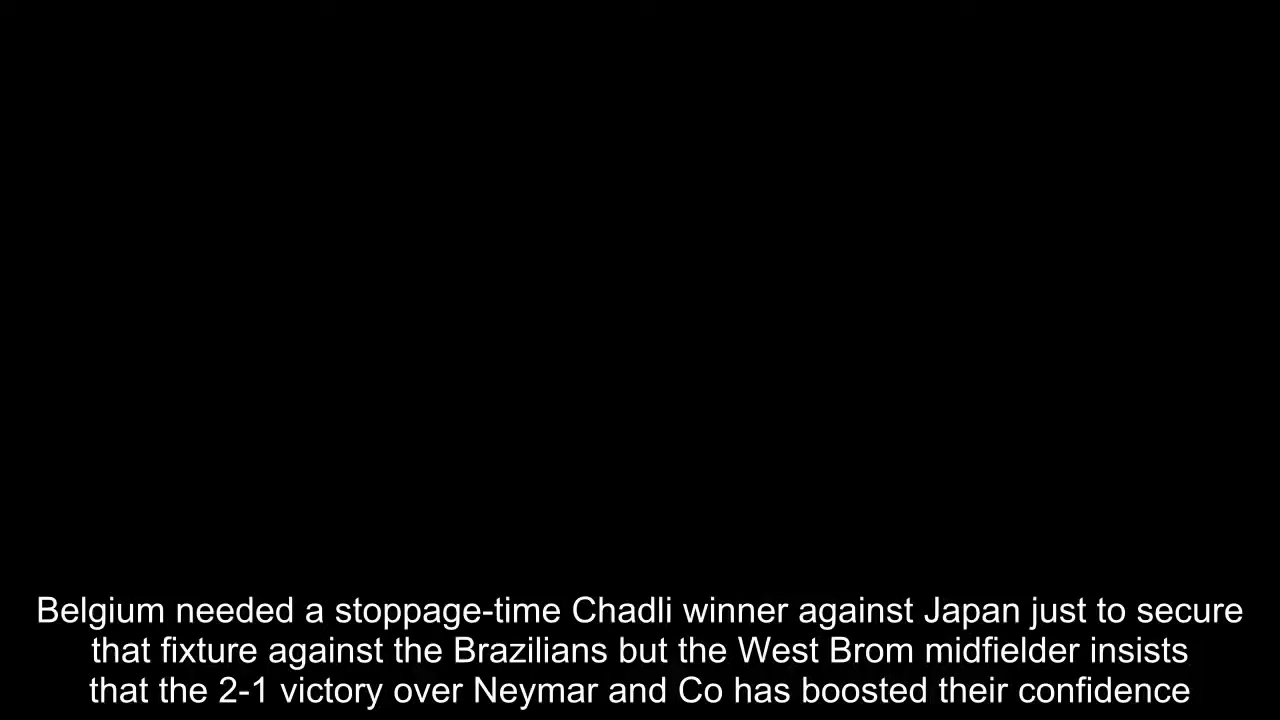 Belgium needed a stoppage-time Chadli winner against Japan just to secure
that fixture against the Brazilians but the West Brom midfielder insists
that the 2-1 victory over Neymar and Co has boosted their confidence